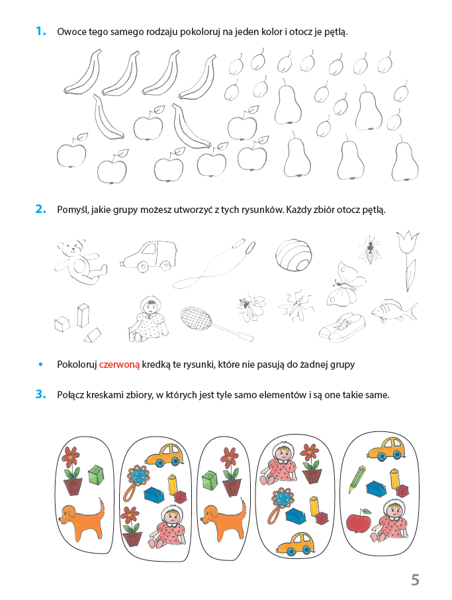 1. Owoce tego samego rodzaju pokoloruj na jeden kolor i otocz je pętlą.
2. Pomyśl, jakie grupy możesz utworzyć z tych rysunków. Każdy zbiór otocz pętlą.
• Pokoloruj czerwoną kredką te rysunki, które nie pasują do żadnej grupy
3. Połącz kreskami zbiory, w których jest tyle samo elementów i są one takie same.
5